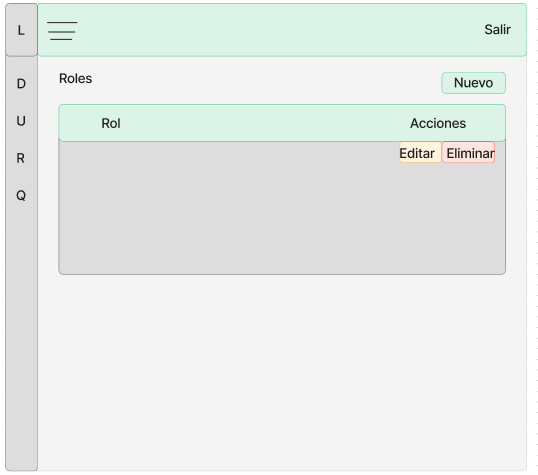 L
Salir
D
U
R
Q
Roles
Nuevo
Rol Acciones
Editar Eliminar